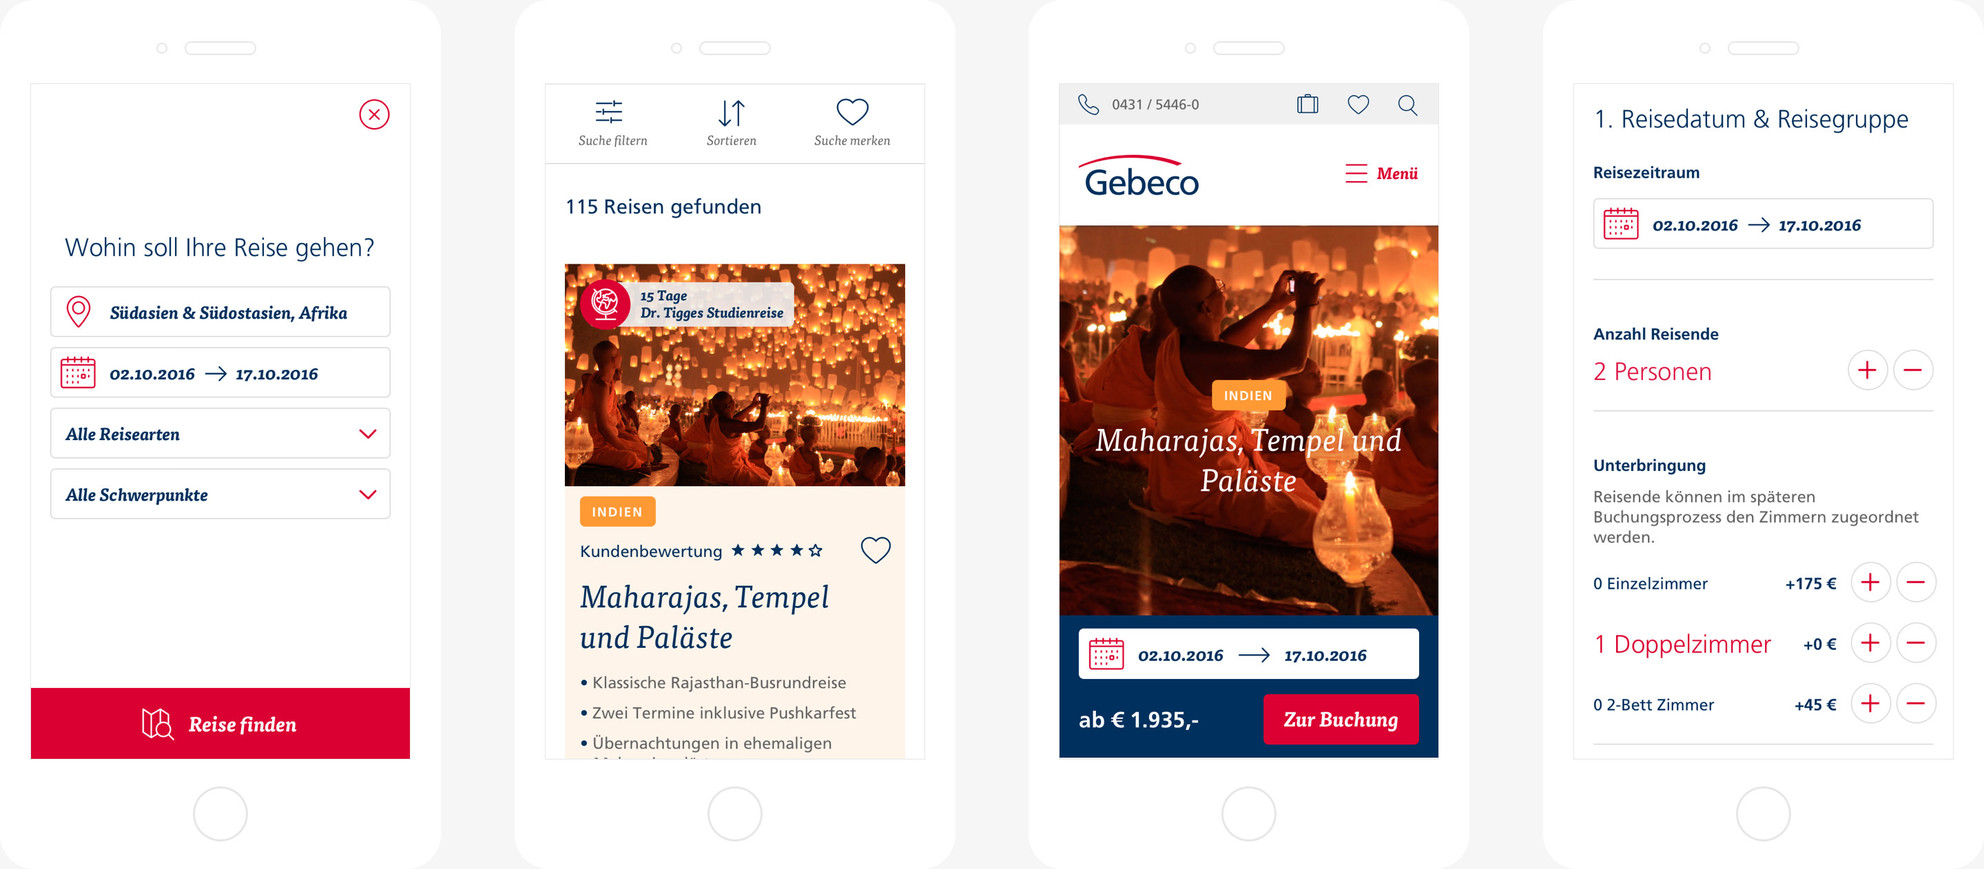 Wohin soll Ihre Reise gehen?
Südasien & Südostasien, Afrika
02.10.2016 → 17.10.2016
Alle Reisearten
Alle Schwerpunkte
Reise finden
Suche filtern
Sortieren
Suche merken
115 Reisen gefunden
15 Tage
Dr. Tigges Studienreise
INDIEN
Kundenbewertung
Maharajas, Tempel
und Paläste
• Klassische Rajasthan-Busrundreise
• Zwei Termine inklusive Pushkarfest
• Übernachtungen in ehemaligen
0431 / 5446-0
Gebeco
Menü
INDIEN
Maharajas, Tempel und
Paläste
02.10.2016 → 17.10.2016
ab € 1.935,-
Zur Buchung
1. Reisedatum & Reisegruppe
Reisezeitraum
02.10.2016 → 17.10.2016
Anzahl Reisende
2 Personen
Unterbringung
Reisende können im späteren
Buchungsprozess den Zimmern zugeordnet
werden.
0 Einzelzimmer +175 €
1 Doppelzimmer +0 €
0 2-Bett Zimmer +45 €